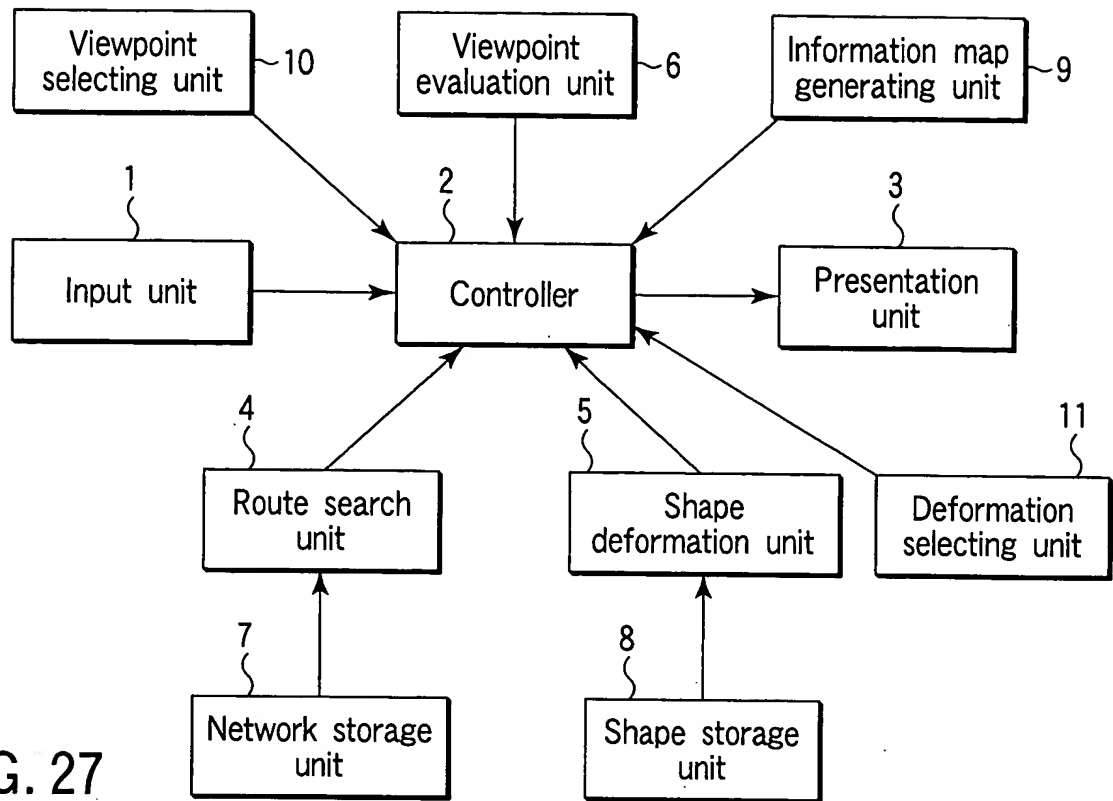 Viewpoint
selecting unit
10
Viewpoint
evaluation unit
6
Information map
generating unit
9
1
Input unit
2
Controller
3
Presentation
unit
4
Route search
unit
5
Shape
deformation unit
11
Deformation
selecting unit
7
Network storage
unit
8
Shape storage
unit
G. 27